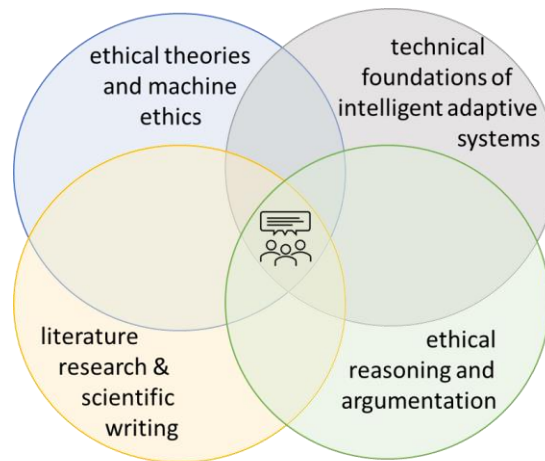 ethical theories
and machine
ethics
technical
foundations of
intelligent adaptive
systems
literature
research &
scientific
writing
ethical
reasoning and
argumentation